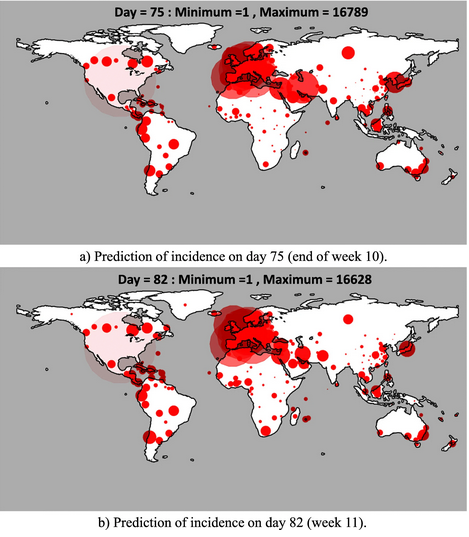 Day = 75 : Minimum =1 , Maximum = 16789
a) Prediction of incidence on day 75 (end of week 10).
Day = 82 : Minimum =1 , Maximum = 16628
b) Prediction of incidence on day 82 (week 11).